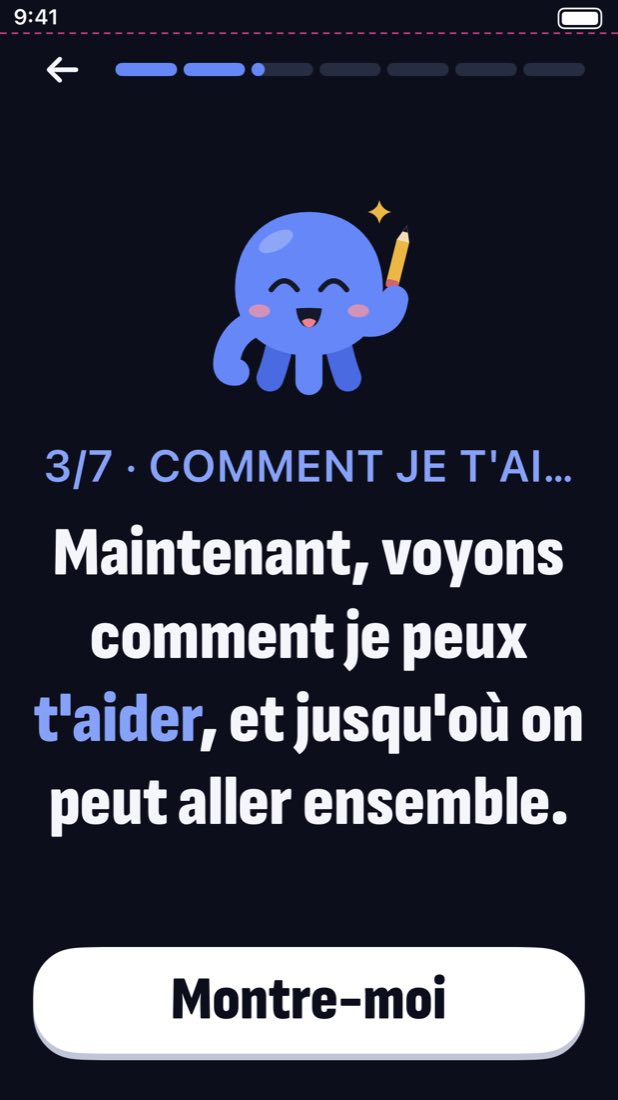 9:41
3/7 · COMMENT JE T'AI…
Maintenant, voyons
comment je peux
t'aider, et jusqu'où on
peut aller ensemble.
Montre-moi